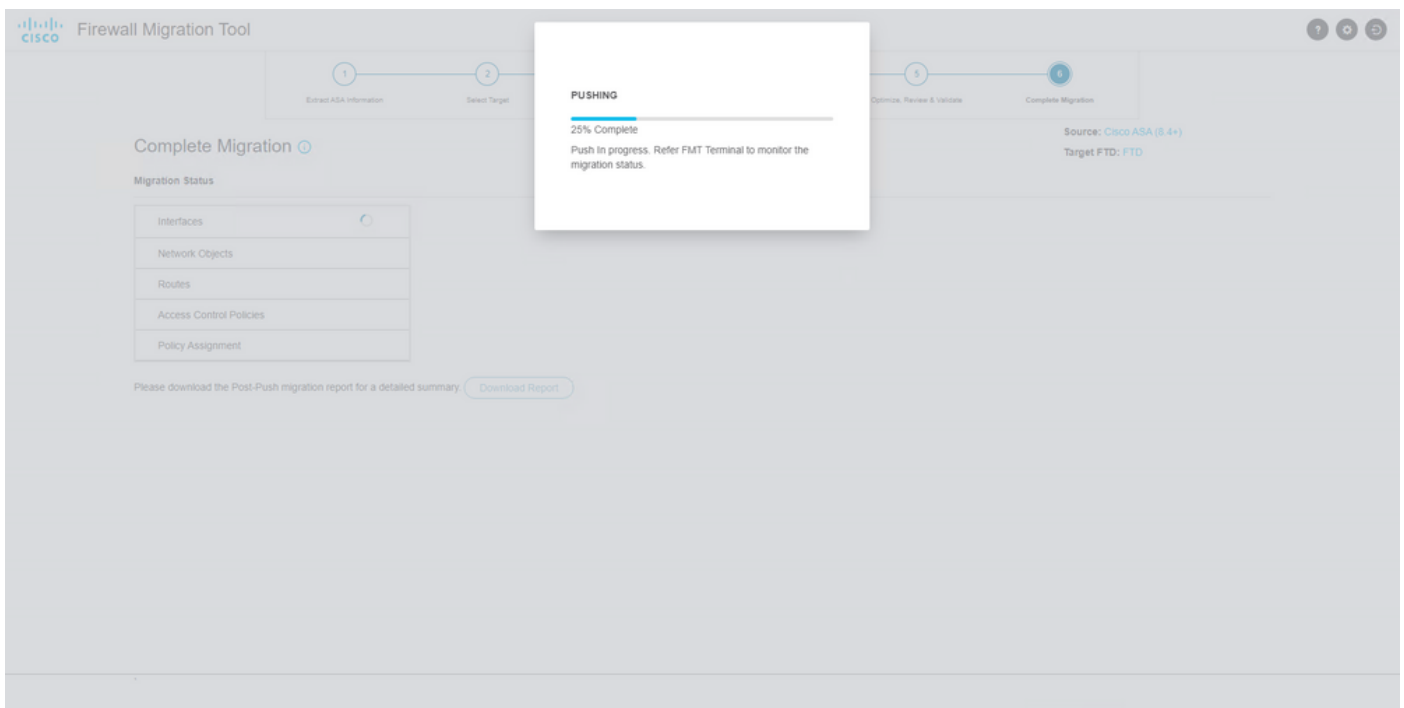 CISCO
Firewall Migration Tool
?
1
2
5
6
Extract ASA Information
Select Target
Optimize, Review & Validate
Complete Migration
PUSHING
25% Complete
Push In progress. Refer FMT Terminal to monitor the
migration status.
Complete Migration
Source: Cisco ASA (8.4+)
Target FTD: FTD
Migration Status
Interfaces
Network Objects
Routes
Access Control Policies
Policy Assignment
Please download the Post-Push migration report for a detailed summary. Download Report